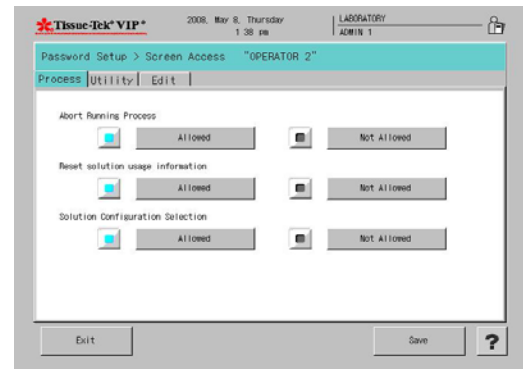 Tissue-Tek® VIP®
2008, May 8, Thursday
1 38 pm
LABORATORY
ADMIN 1
Password Setup > Screen Access "OPERATOR 2"
Process Utility Edit
Abort Running Process
Allowed Not Allowed
Reset solution usage information
Allowed Not Allowed
Solution Configuration Selection
Allowed Not Allowed
Exit Save ?